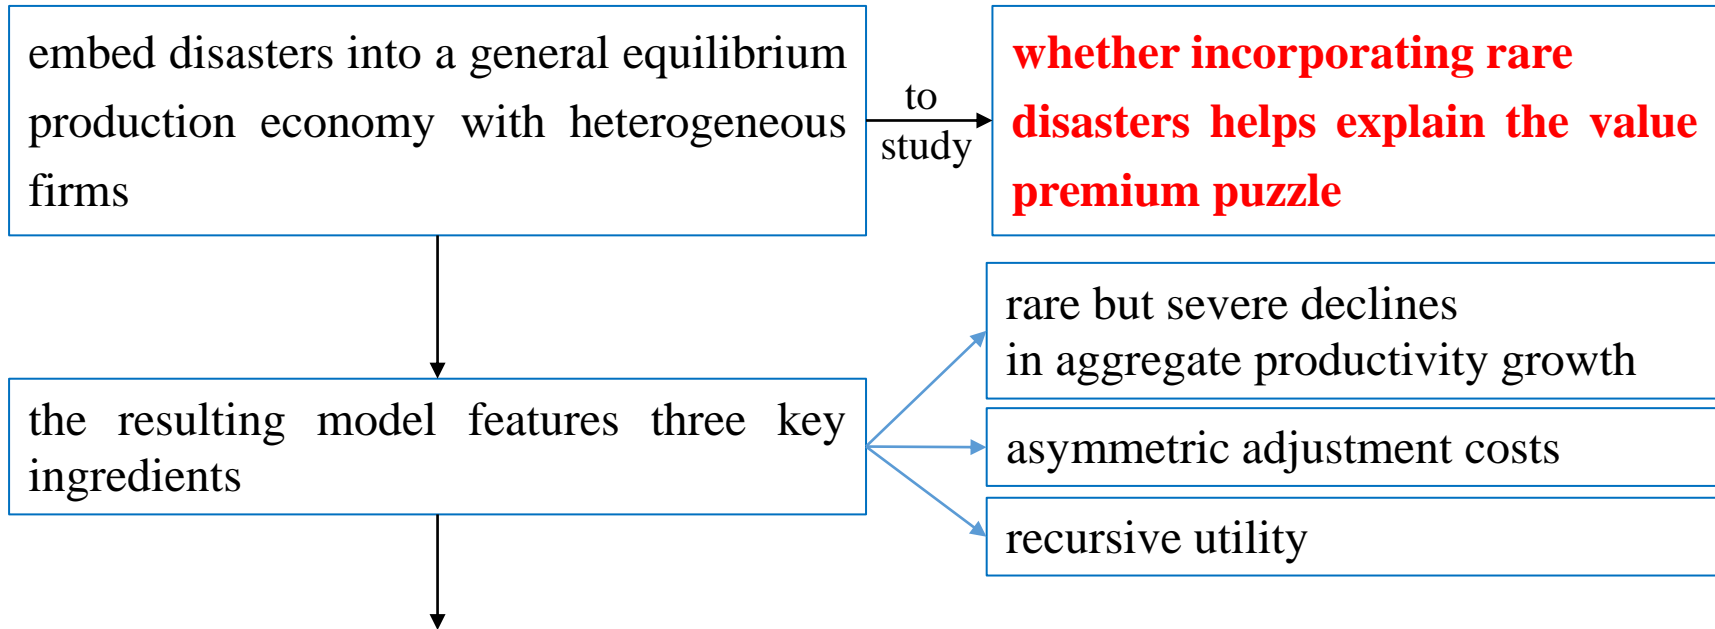 embed disasters into a general equilibrium
production economy with heterogeneous
firms
to
study
whether incorporating rare
disasters helps explain the value
premium puzzle
the resulting model features three key
ingredients
rare but severe declines
in aggregate productivity growth
asymmetric adjustment costs
recursive utility